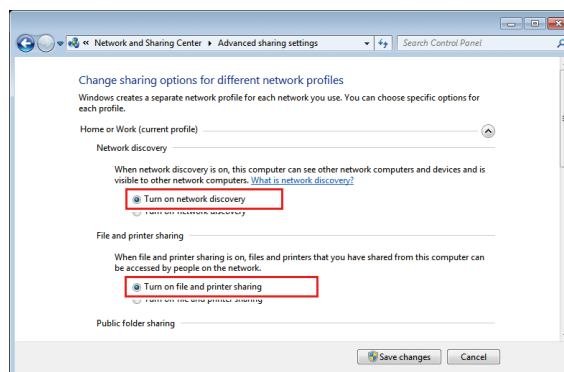 « Network and Sharing Center ▸ Advanced sharing settings
Search Control Panel
Change sharing options for different network profiles
Windows creates a separate network profile for each network you use. You can choose specific options for
each profile.
Home or Work (current profile)
Network discovery
When network discovery is on, this computer can see other network computers and devices and is
visible to other network computers. What is network discovery?
Turn on network discovery
File and printer sharing
When file and printer sharing is on, files and printers that you have shared from this computer can
be accessed by people on the network.
Turn on file and printer sharing
Public folder sharing
Save changes
Cancel